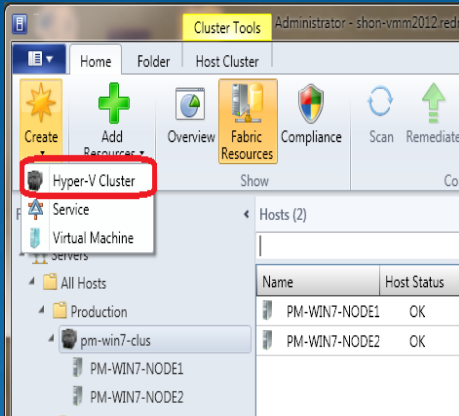 Cluster Tools Administrator - shon-vmm2012.red
Home Folder Host Cluster
Create Add Resources Overview Fabric Resources Compliance Scan Remediate
Hyper-V Cluster Show Co
Service
Virtual Machine
Hosts (2)
Servers
All Hosts
Name Host Status
Production
PM-WIN7-NODE1 OK
pm-win7-clus
PM-WIN7-NODE2 OK
PM-WIN7-NODE1
PM-WIN7-NODE2